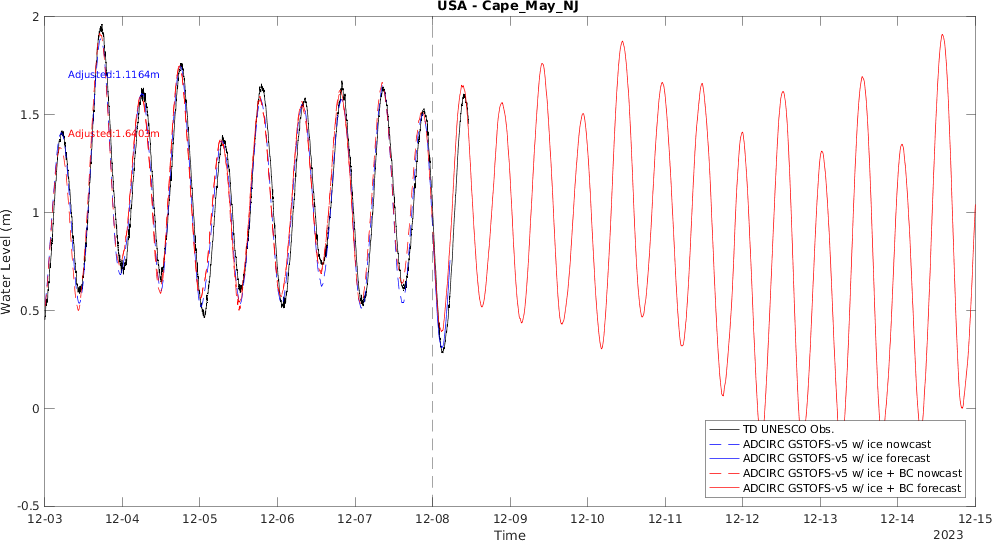 USA - Cape_May_NJ
2
1.5
1
0.5
0
-0.5
Water Level (m)
Adjusted:1.1164m
Adjusted:1.6403m
TD UNESCO Obs.
ADCIRC GSTOFS-v5 w/ ice nowcast
ADCIRC GSTOFS-v5 w/ ice forecast
ADCIRC GSTOFS-v5 w/ ice + BC nowcast
ADCIRC GSTOFS-v5 w/ ice + BC forecast
12-03 12-04 12-05 12-06 12-07 12-08 12-09 12-10 12-11 12-12 12-13 12-14 12-15
Time
2023